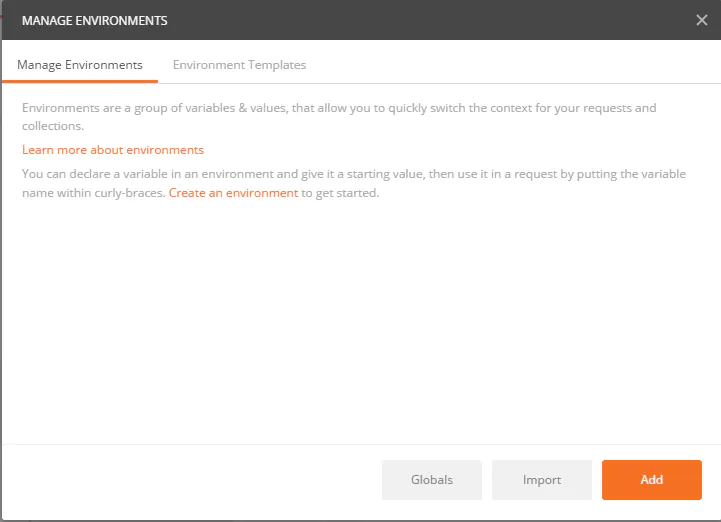 MANAGE ENVIRONMENTS
Manage Environments
Environment Templates
Environments are a group of variables & values, that allow you to quickly switch the context for your requests and
collections.
Learn more about environments
You can declare a variable in an environment and give it a starting value, then use it in a request by putting the variable
name within curly-braces. Create an environment to get started.
Globals
Import
Add